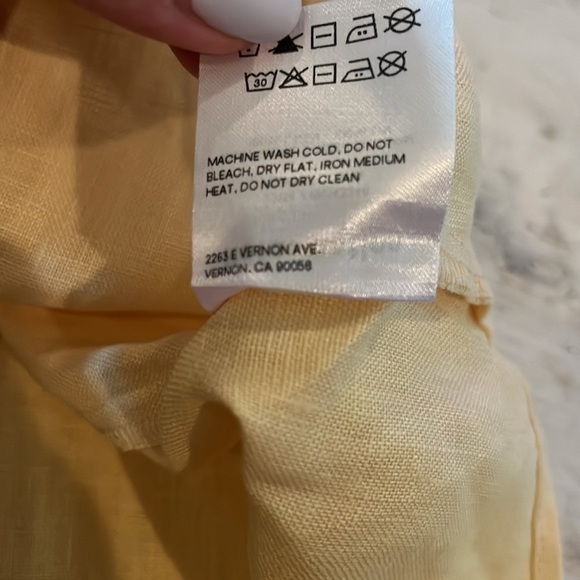 30
MACHINE WASH COLD, DO NOT
BLEACH, DRY FLAT, IRON MEDIUM
HEAT, DO NOT DRY CLEAN
2263 E VERNON AVE.
VERNON, CA 90058